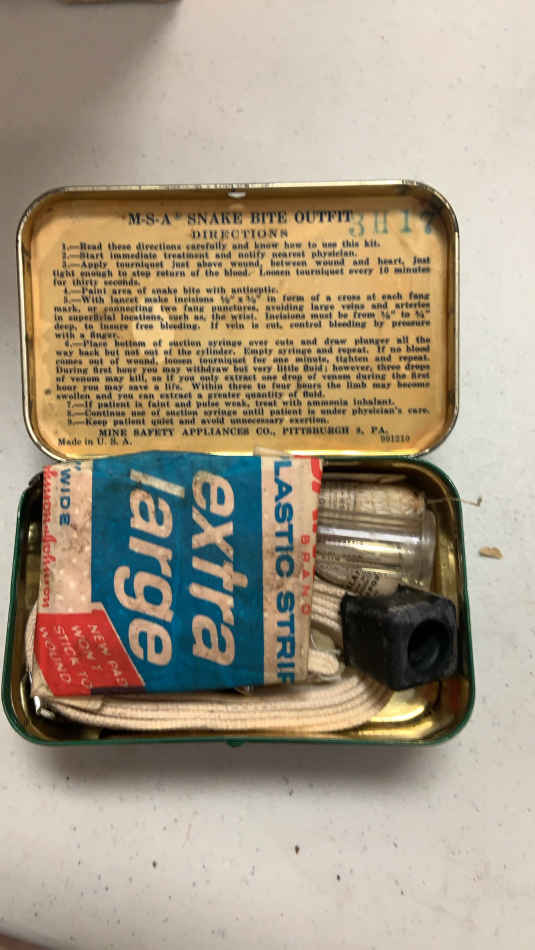 M-S-A® SNAKE BITE OUTFIT
3H17
DIRECTIONS
1.—Read these directions carefully and know how to use this kit.
2.—Start immediate treatment and notify nearest physician.
3.—Apply tourniquet just above wound, between wound and heart, just
tight enough to stop return of the blood. Loosen tourniquet every 10 minutes
for thirty seconds.
4.—Paint area of snake bite with antiseptic.
5.—With lancet make incisions ¼" x ¼" in form of a cross at each fang
mark, or connecting two fang punctures, avoiding large veins and arteries
in superficial locations, such as, the wrist. Incisions must be from ⅛" to ¼"
deep, to insure free bleeding. If vein is cut, control bleeding by pressure
with a finger.
6.—Place bottom of suction syringe over cuts and draw plunger all the
way back but not out of the cylinder. Empty syringe and repeat. If no blood
comes out of wound, loosen tourniquet for one minute, tighten and repeat.
During first hour you may withdraw but very little fluid; however, three drops
of venom may kill, so if you only extract one drop of venom during the first
hour you may save a life. Within three to four hours the limb may become
swollen and you can extract a greater quantity of fluid.
7.—If patient is faint and pulse weak, treat with ammonia inhalant.
8.—Continue use of suction syringe until patient is under physician's care.
9.—Keep patient quiet and avoid unnecessary exertion.
MINE SAFETY APPLIANCES CO., PITTSBURGH 8, PA.
Made in U. S. A.
901210
BRAND
LASTIC STRIP
extra
large
WIDE
NEW PAD
WON'T
STICK TO
WOUND